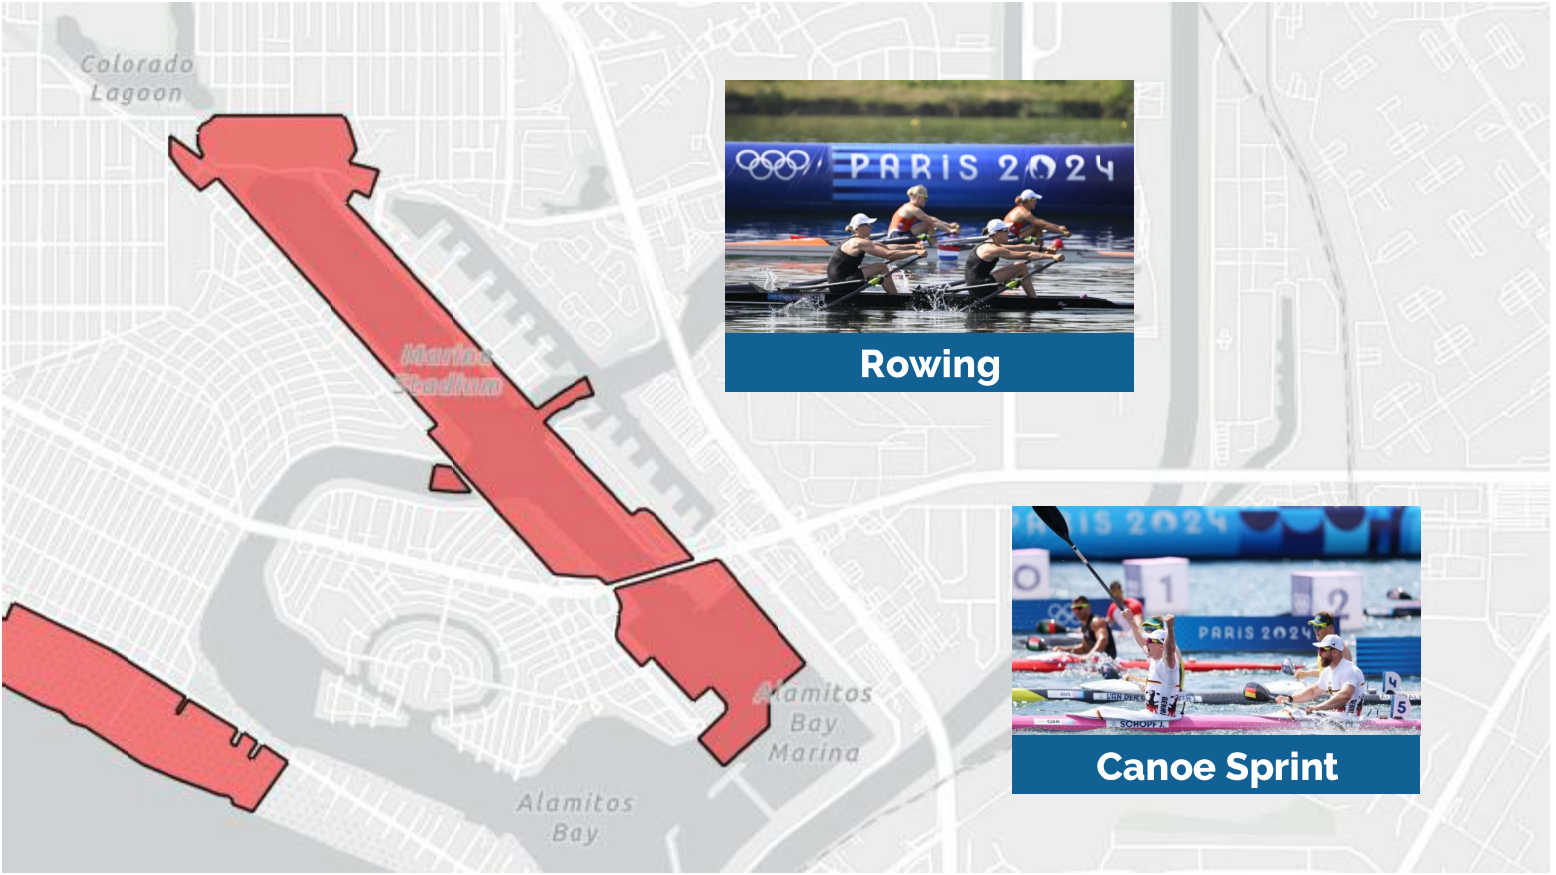 Colorado
Lagoon
PARIS 2024
Rowing
Marine
Stadium
PARIS 2024
1
2
PARIS 2024
4
5
SCHOPF J.
Canoe Sprint
Alamitos
Bay
Marina
Alamitos
Bay